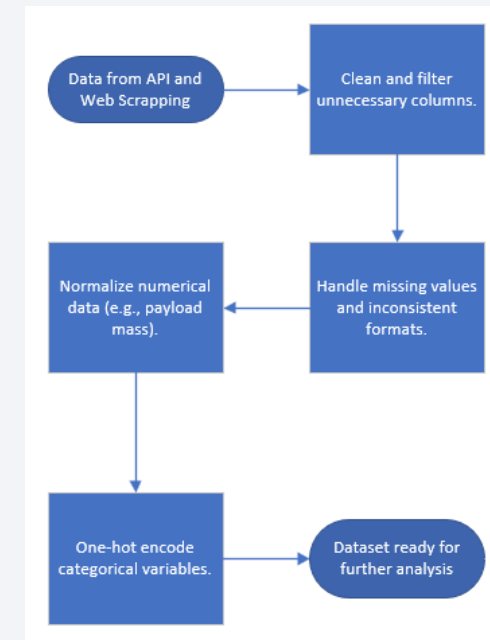 Data from API and
Web Scrapping
Clean and filter
unnecessary columns.
Handle missing values
and inconsistent
formats.
Normalize numerical
data (e.g., payload
mass).
One-hot encode
categorical variables.
Dataset ready for
further analysis